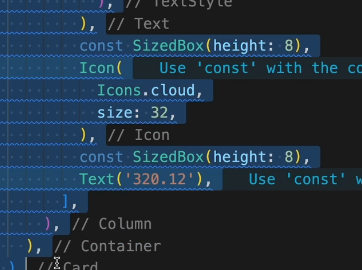 ), // TextStyle
), // Text
const SizedBox(height: 8),
Icon( Use 'const' with the co
Icons.cloud,
size: 32,
), // Icon
const SizedBox(height: 8),
Text('320.12'), Use 'const' w
],
), // Column
), // Container
) // Card